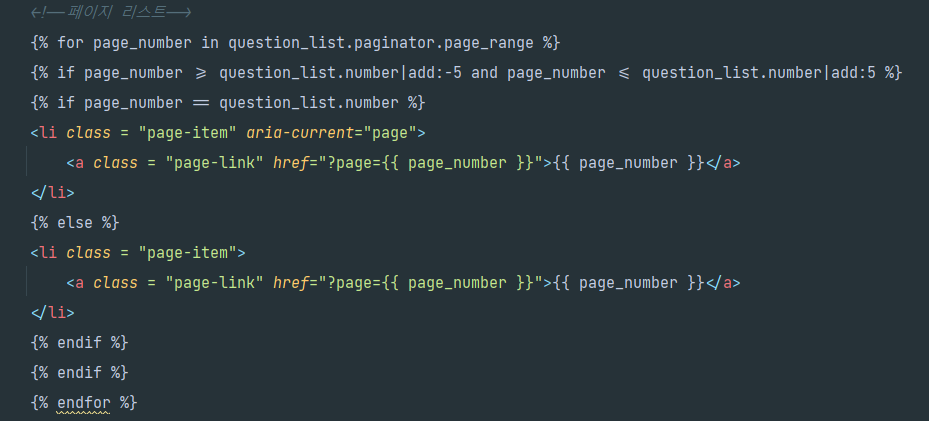 <!-- 페이지 리스트-->
{% for page_number in question_list.paginator.page_range %}
{% if page_number >= question_list.number|add:-5 and page_number <= question_list.number|add:5 %}
{% if page_number == question_list.number %}
<li class = "page-item" aria-current="page">
    <a class = "page-link" href="?page={{ page_number }}">{{ page_number }}</a>
</li>
{% else %}
<li class = "page-item">
    <a class = "page-link" href="?page={{ page_number }}">{{ page_number }}</a>
</li>
{% endif %}
{% endif %}
{% endfor %}